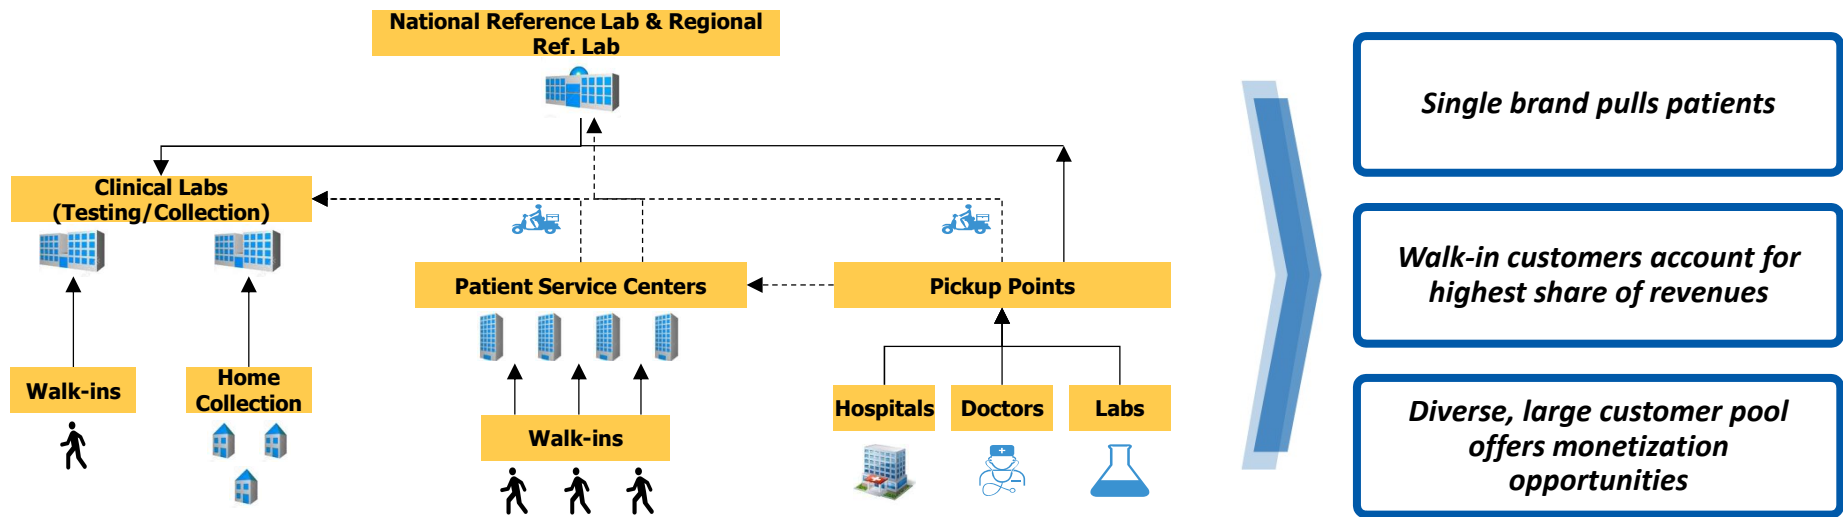 National Reference Lab & Regional
Ref. Lab
Clinical Labs
(Testing/Collection)
Patient Service Centers
Pickup Points
Walk-ins
Home
Collection
Walk-ins
Hospitals
Doctors
Labs
Single brand pulls patients
Walk-in customers account for
highest share of revenues
Diverse, large customer pool
offers monetization
opportunities